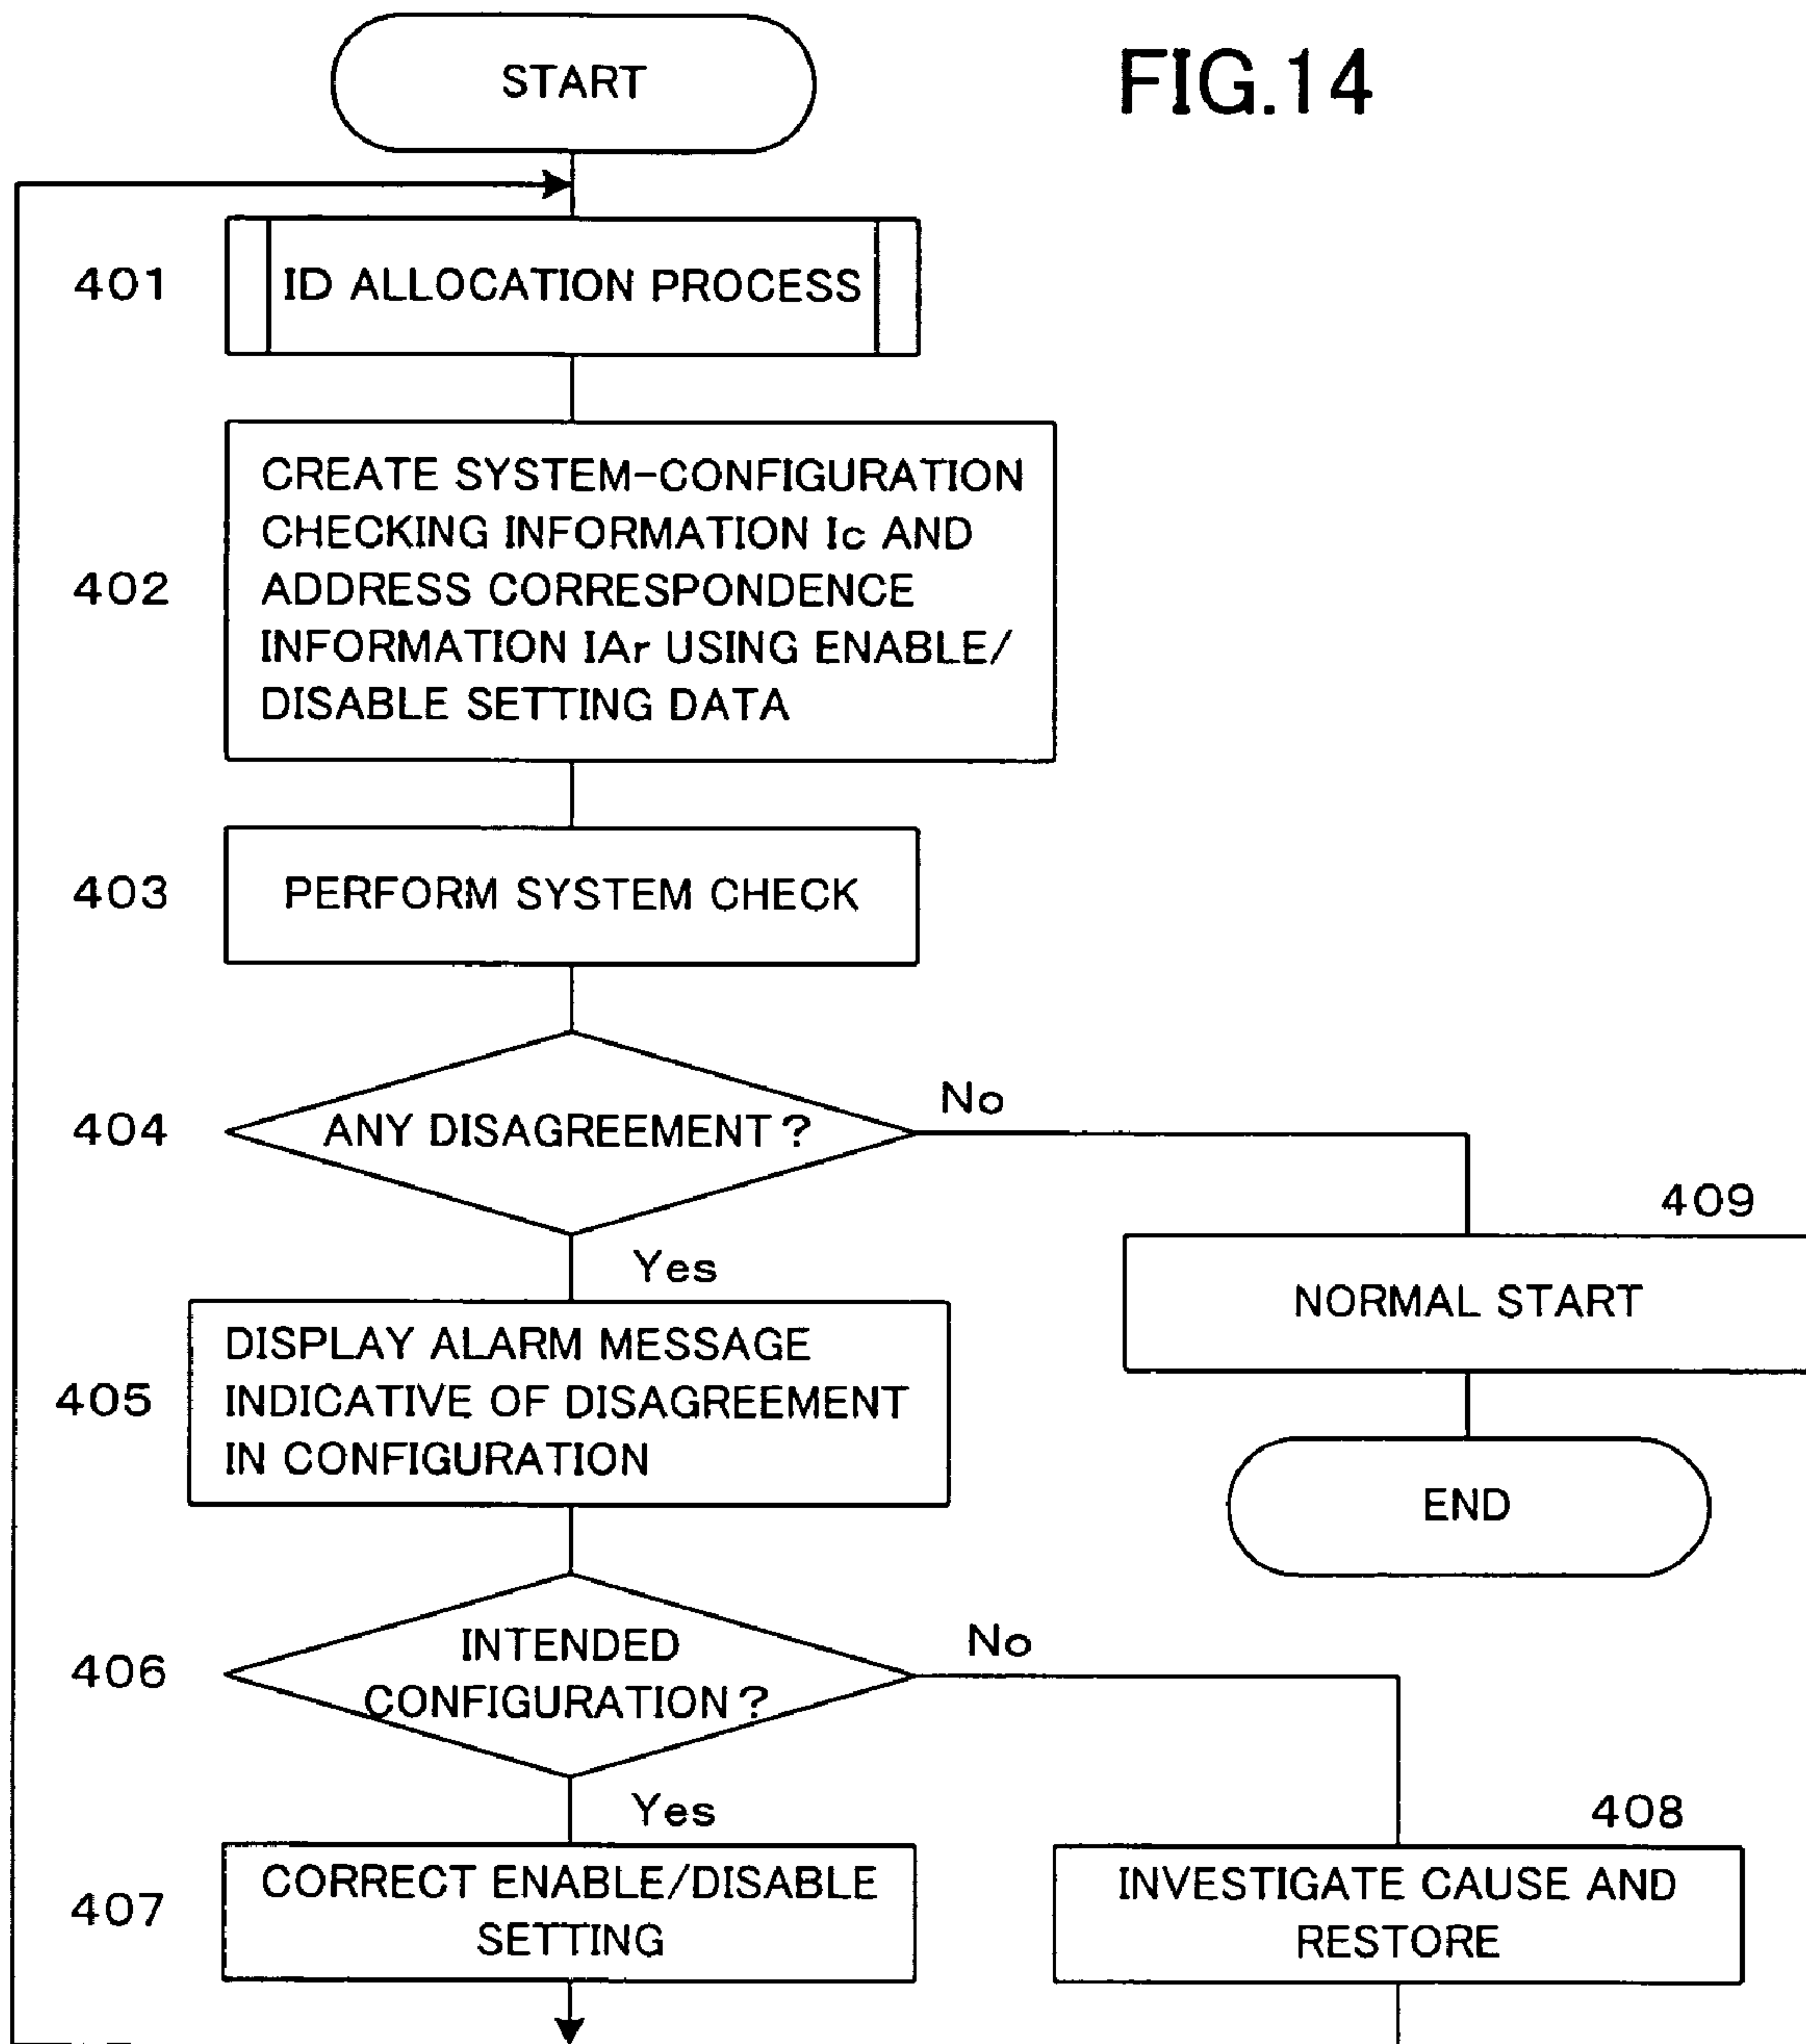 FIG.14
START
401
ID ALLOCATION PROCESS
402
CREATE SYSTEM-CONFIGURATION
CHECKING INFORMATION Ic AND
ADDRESS CORRESPONDENCE
INFORMATION IAr USING ENABLE/
DISABLE SETTING DATA
403
PERFORM SYSTEM CHECK
404
ANY DISAGREEMENT?
No
Yes
409
NORMAL START
END
405
DISPLAY ALARM MESSAGE
INDICATIVE OF DISAGREEMENT
IN CONFIGURATION
406
INTENDED
CONFIGURATION?
No
Yes
407
CORRECT ENABLE/DISABLE
SETTING
408
INVESTIGATE CAUSE AND
RESTORE